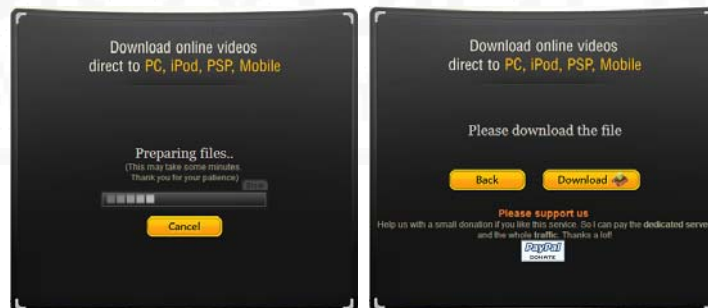 Download online videos
direct to PC, iPod, PSP, Mobile
Preparing files..
(This may take some minutes.
Thank you for your patience)
Cancel
Download online videos
direct to PC, iPod, PSP, Mobile
Please download the file
Back Download
Please support us
Help us with a small donation if you like this service. So I can pay the dedicated serve
and the whole traffic. Thanks a lot!
PayPal
DONATE